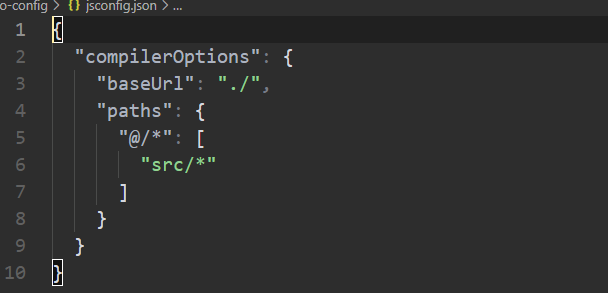 o-config > {} jsconfig.json > ...
1 {
2 "compilerOptions": {
3 "baseUrl": "./",
4 "paths": {
5 "@/*": [
6 "src/*"
7 ]
8 }
9 }
10 }